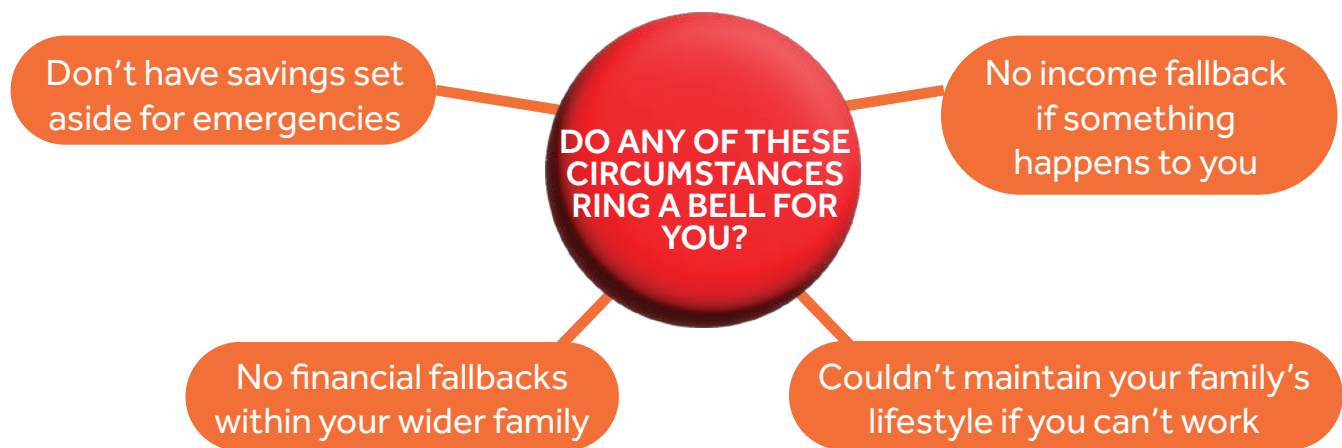 Don’t have savings set
aside for emergencies
DO ANY OF THESE
CIRCUMSTANCES
RING A BELL FOR
YOU?
No income fallback
if something
happens to you
No financial fallbacks
within your wider family
Couldn’t maintain your family’s
lifestyle if you can’t work